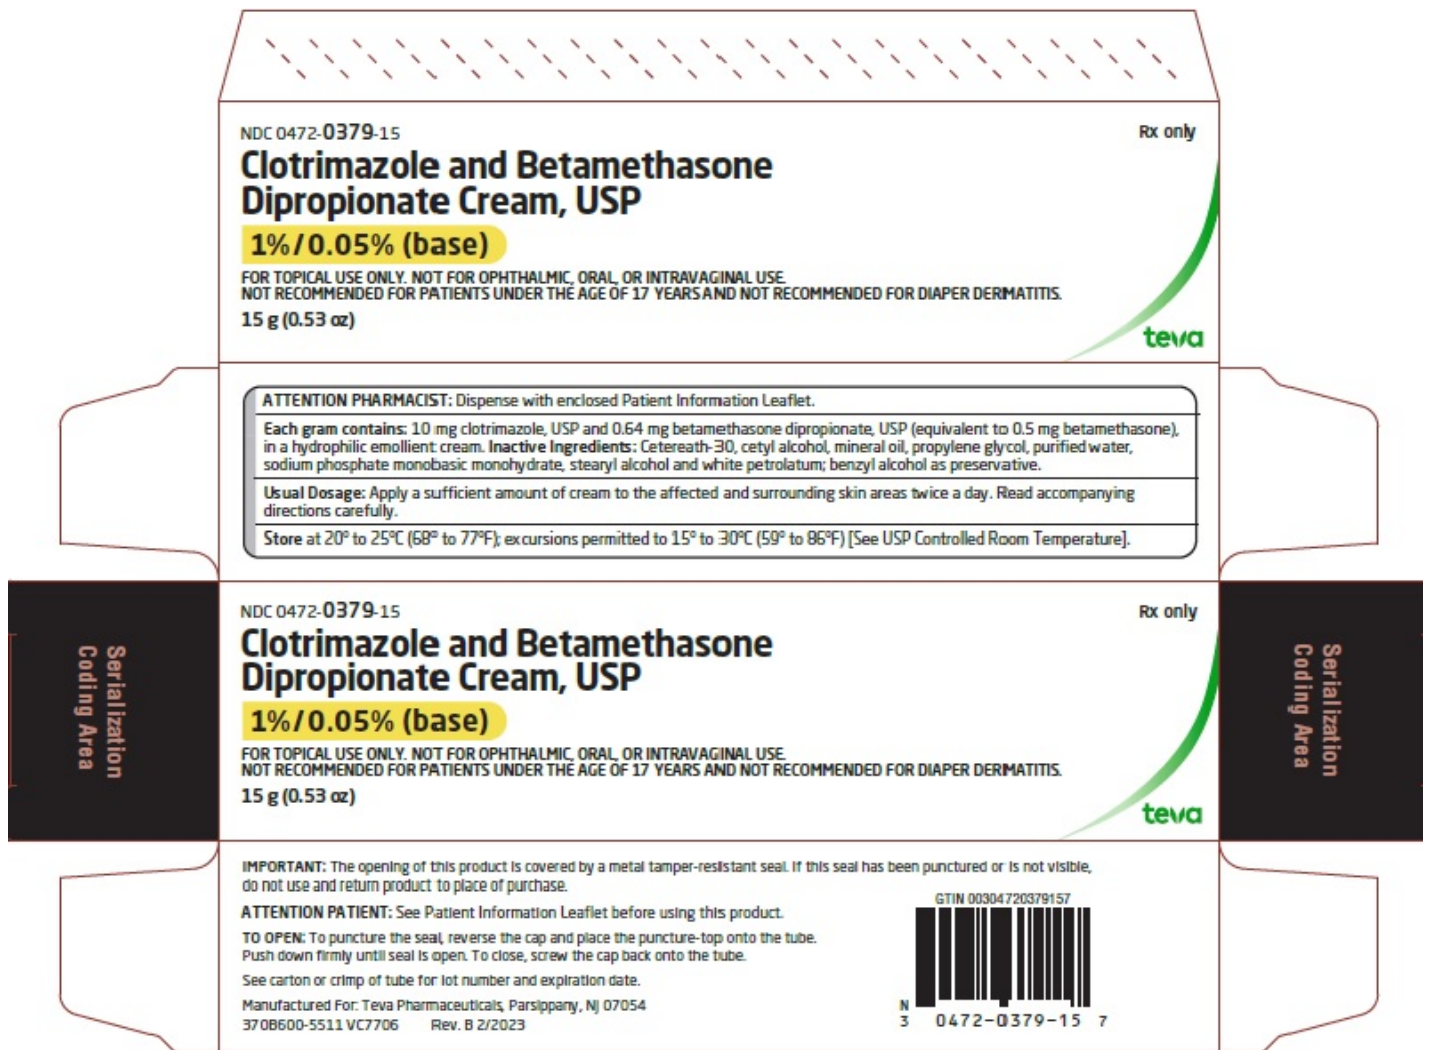 NDC 0472-0379-15
Rx only
Clotrimazole and Betamethasone
Dipropionate Cream, USP
1%/0.05% (base)
FOR TOPICAL USE ONLY. NOT FOR OPHTHALMIC, ORAL, OR INTRAVAGINAL USE.
NOT RECOMMENDED FOR PATIENTS UNDER THE AGE OF 17 YEARS AND NOT RECOMMENDED FOR DIAPER DERMATITIS.
15 g (0.53 oz)
teva
ATTENTION PHARMACIST: Dispense with enclosed Patient Information Leaflet.
Each gram contains: 10 mg clotrimazole, USP and 0.64 mg betamethasone dipropionate, USP (equivalent to 0.5 mg betamethasone),
in a hydrophilic emollient cream. Inactive Ingredients: Cetereath-30, cetyl alcohol, mineral oil, propylene glycol, purified water,
sodium phosphate monobasic monohydrate, stearyl alcohol and white petrolatum; benzyl alcohol as preservative.
Usual Dosage: Apply a sufficient amount of cream to the affected and surrounding skin areas twice a day. Read accompanying
directions carefully.
Store at 20° to 25°C (68° to 77°F); excursions permitted to 15° to 30°C (59° to 86°F) [See USP Controlled Room Temperature].
Serialization
Coding Area
NDC 0472-0379-15
Rx only
Clotrimazole and Betamethasone
Dipropionate Cream, USP
1%/0.05% (base)
FOR TOPICAL USE ONLY. NOT FOR OPHTHALMIC, ORAL, OR INTRAVAGINAL USE.
NOT RECOMMENDED FOR PATIENTS UNDER THE AGE OF 17 YEARS AND NOT RECOMMENDED FOR DIAPER DERMATITIS.
15 g (0.53 oz)
teva
Serialization
Coding Area
IMPORTANT: The opening of this product is covered by a metal tamper-resistant seal. If this seal has been punctured or is not visible,
do not use and return product to place of purchase.
ATTENTION PATIENT: See Patient Information Leaflet before using this product.
TO OPEN: To puncture the seal, reverse the cap and place the puncture-top onto the tube.
Push down firmly until seal is open. To close, screw the cap back onto the tube.
See carton or crimp of tube for lot number and expiration date.
Manufactured For: Teva Pharmaceuticals, Parsippany, NJ 07054
370B600-5511 VC7706 Rev. B 2/2023
GTIN 00304720379157
N
3 0472-0379-15 7